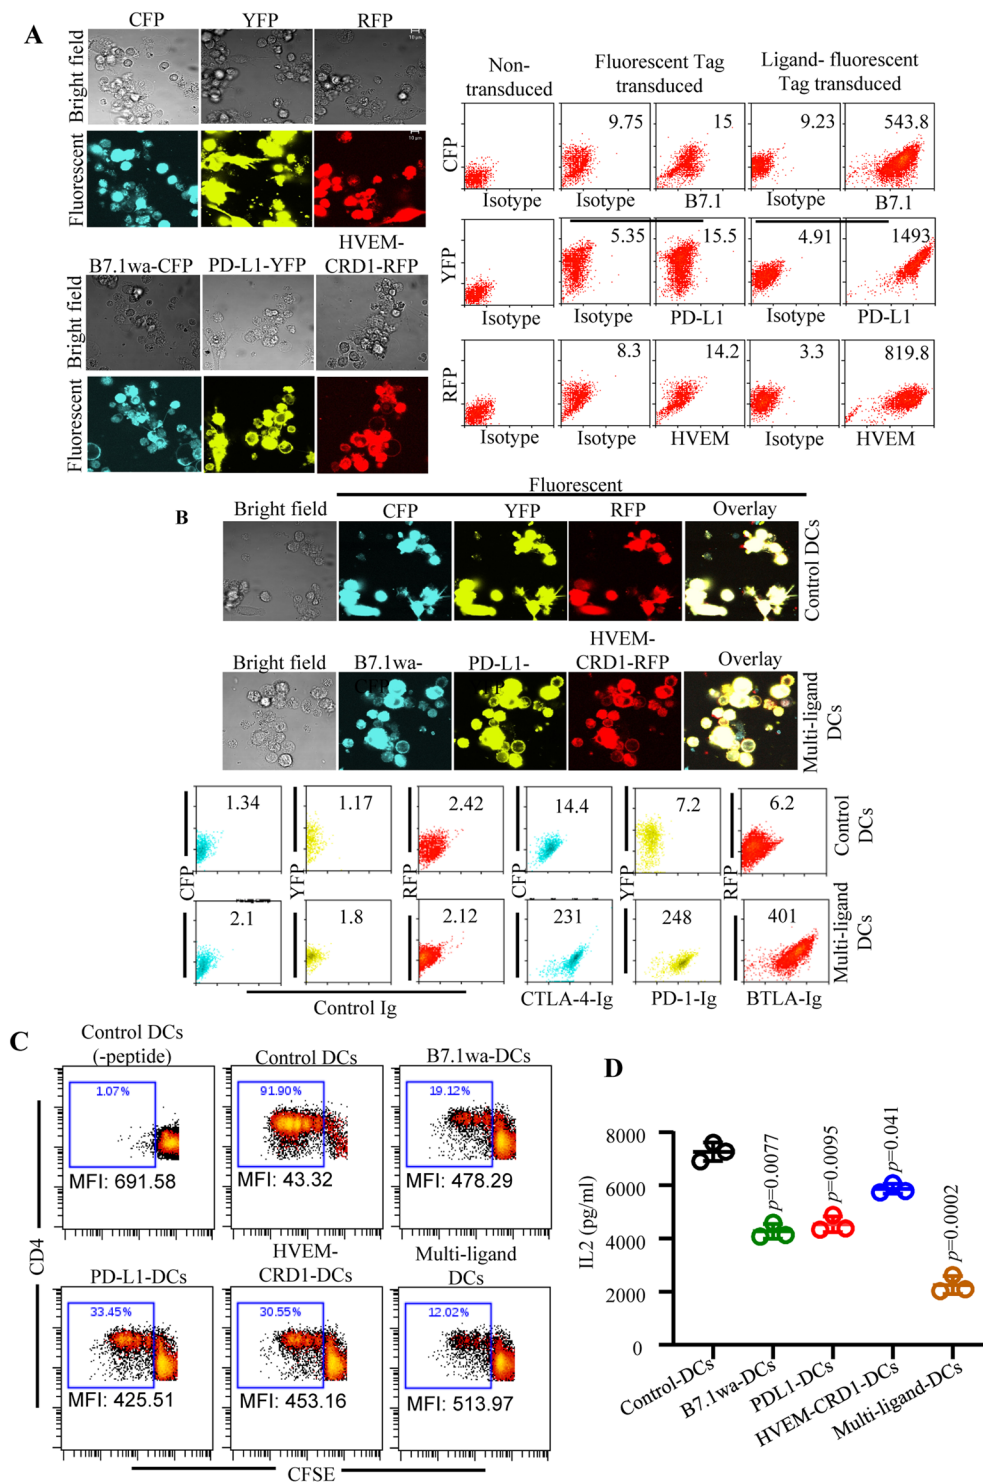 A
CFP YFP RFP
Bright field
10 µm
Fluorescent
10 µm
B7.1wa-CFP PD-L1-YFP HVEM-
CRD1-RFP
Bright field
Fluorescent
Non-
transduced
Fluorescent Tag
transduced
Ligand- fluorescent
Tag transduced
CFP
9.75 15 9.23 543.8
Isotype Isotype B7.1 Isotype B7.1
YFP
5.35 15.5 4.91 1493
Isotype Isotype PD-L1 Isotype PD-L1
RFP
8.3 14.2 3.3 819.8
Isotype Isotype HVEM Isotype HVEM
B
Fluorescent
Bright field CFP YFP RFP Overlay
Control DCs
Bright field B7.1wa-
CFP
PD-L1-
HVEM-
CRD1-RFP
Overlay
Multi-ligand
DCs
1.34 1.17 2.42 14.4 7.2 6.2
CFP YFP RFP CFP YFP RFP
Control
DCs
2.1 1.8 2.12 231 248 401
Multi-ligand
DCs
Control Ig
CTLA-4-Ig PD-1-Ig BTLA-Ig
C
Control DCs
(-peptide)
Control DCs B7.1wa-DCs
1.07% 91.90% 19.12%
MFI: 691.58 MFI: 43.32 MFI: 478.29
CD4
PD-L1-DCs HVEM-
CRD1-DCs
Multi-ligand
DCs
33.45% 30.55% 12.02%
MFI: 425.51 MFI: 453.16 MFI: 513.97
CFSE
D
IL2 (pg/ml)
8000
6000
4000
2000
0
p=0.0077
p=0.0095
p=0.041
p=0.0002
Control-DCs
B7.1wa-DCs
PDL1-DCs
HVEM-CRD1-DCs
Multi-ligand-DCs